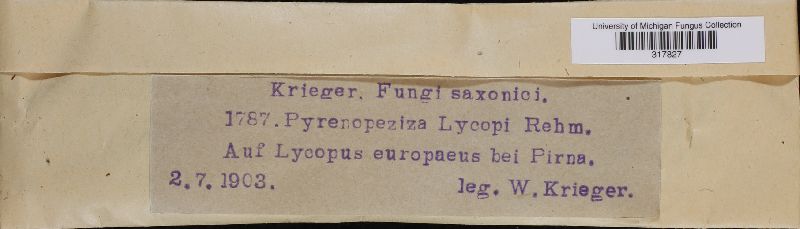 University of Michigan Fungus Collection
317827
Krieger, Fungi saxonici.
1787. Pyrenopeziza Lycopi Rehm.
Auf Lycopus europaeus bei Pirna.
2.7.1903. leg. W. Krieger.